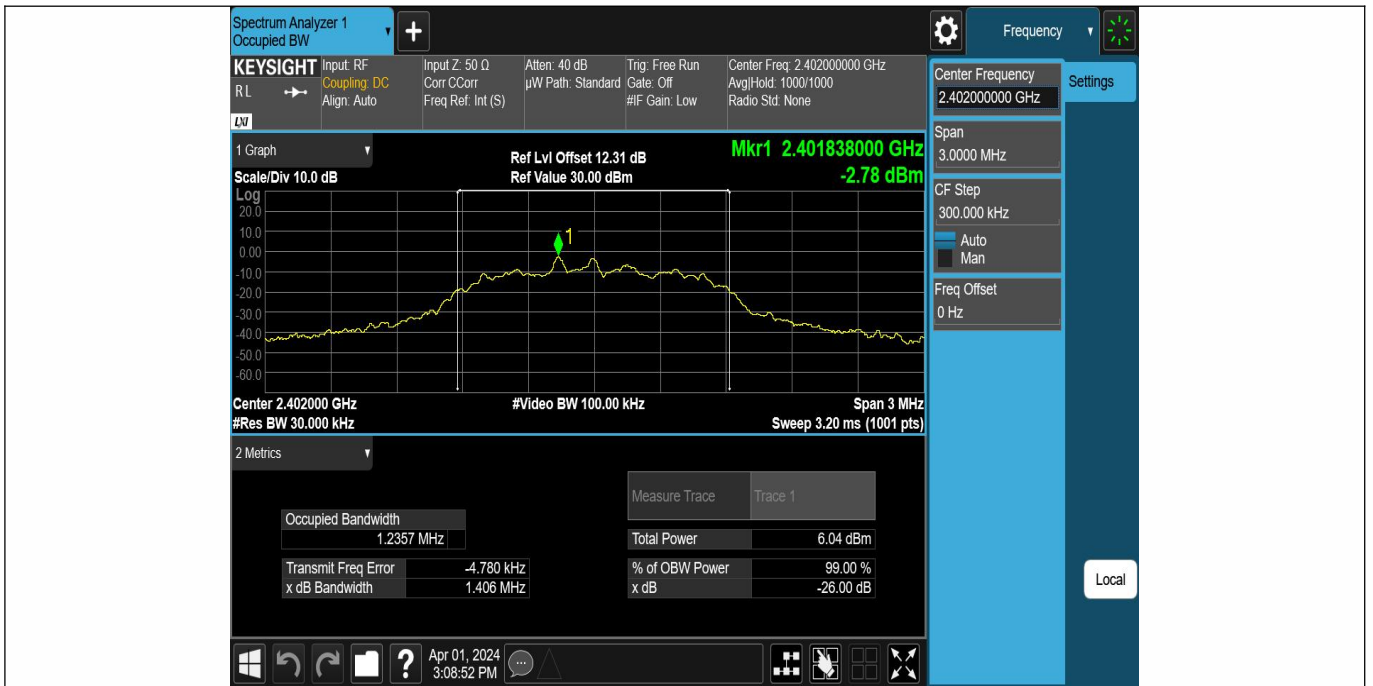 Spectrum Analyzer 1
Occupied BW
+
Frequency
KEYSIGHT
RL
LXI
Input: RF
Coupling: DC
Align: Auto
Input Z: 50 Ω
Corr CCorr
Freq Ref: Int (S)
Atten: 40 dB
µW Path: Standard
Trig: Free Run
Gate: Off
#IF Gain: Low
Center Freq: 2.402000000 GHz
Avg|Hold: 1000/1000
Radio Std: None
Center Frequency
2.402000000 GHz
Settings
Span
3.0000 MHz
CF Step
300.000 kHz
Auto
Man
Freq Offset
0 Hz
Local
1 Graph
Scale/Div 10.0 dB
Ref Lvl Offset 12.31 dB
Ref Value 30.00 dBm
Mkr1 2.401838000 GHz
-2.78 dBm
Log
20.0
10.0
0.00
-10.0
-20.0
-30.0
-40.0
-50.0
-60.0
1
Center 2.402000 GHz
#Video BW 100.00 kHz
Span 3 MHz
#Res BW 30.000 kHz
Sweep 3.20 ms (1001 pts)
2 Metrics
Measure Trace
Trace 1
Occupied Bandwidth
1.2357 MHz
Total Power
6.04 dBm
Transmit Freq Error
-4.780 kHz
% of OBW Power
99.00 %
x dB Bandwidth
1.406 MHz
x dB
-26.00 dB
?
Apr 01, 2024
3:08:52 PM